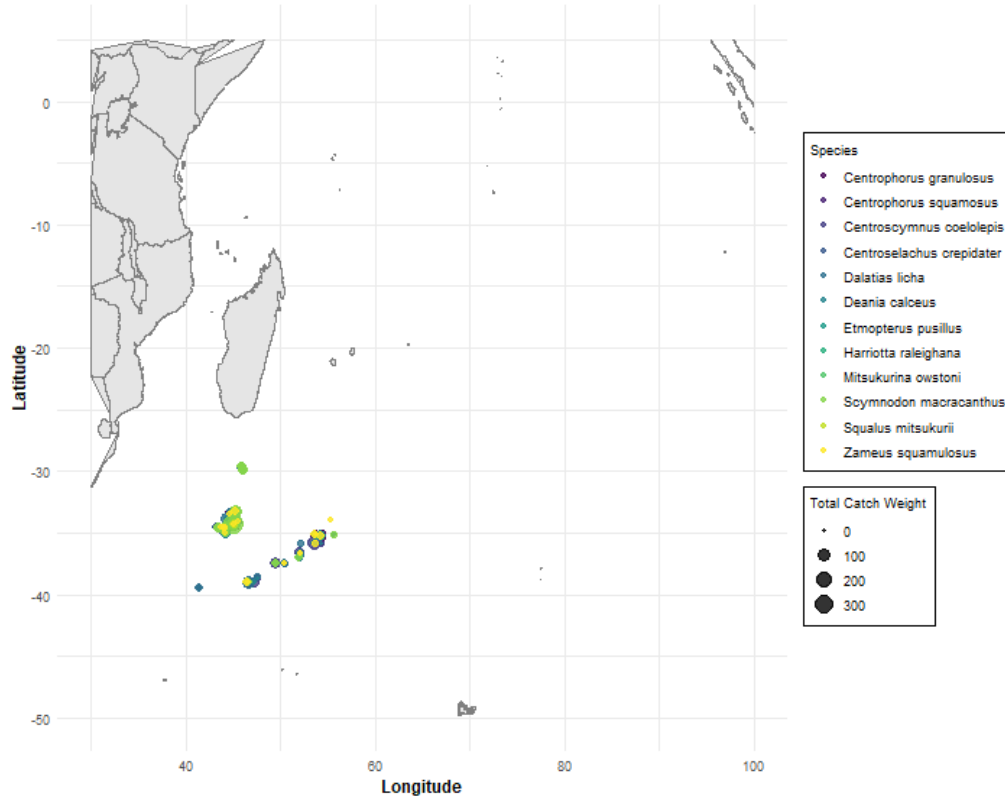 0
-10
-20
-30
-40
-50
Latitude
40
60
80
100
Longitude
Species
Centrophorus granulosus
Centrophorus squamosus
Centroscymnus coelolepis
Centroselachus crepidater
Dalatias licha
Deania calceus
Etmopterus pusillus
Harriotta raleighana
Mitsukurina owstoni
Scymnodon macracanthus
Squalus mitsukurii
Zameus squamulosus
Total Catch Weight
0
100
200
300